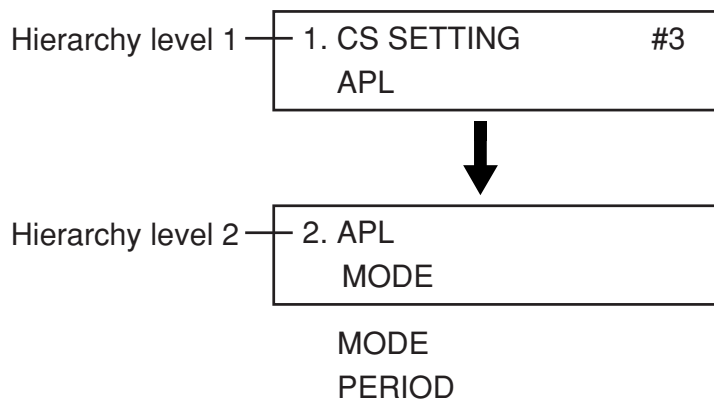 Hierarchy level 1 1. CS SETTING #3
APL
Hierarchy level 2 2. APL
MODE
MODE
PERIOD